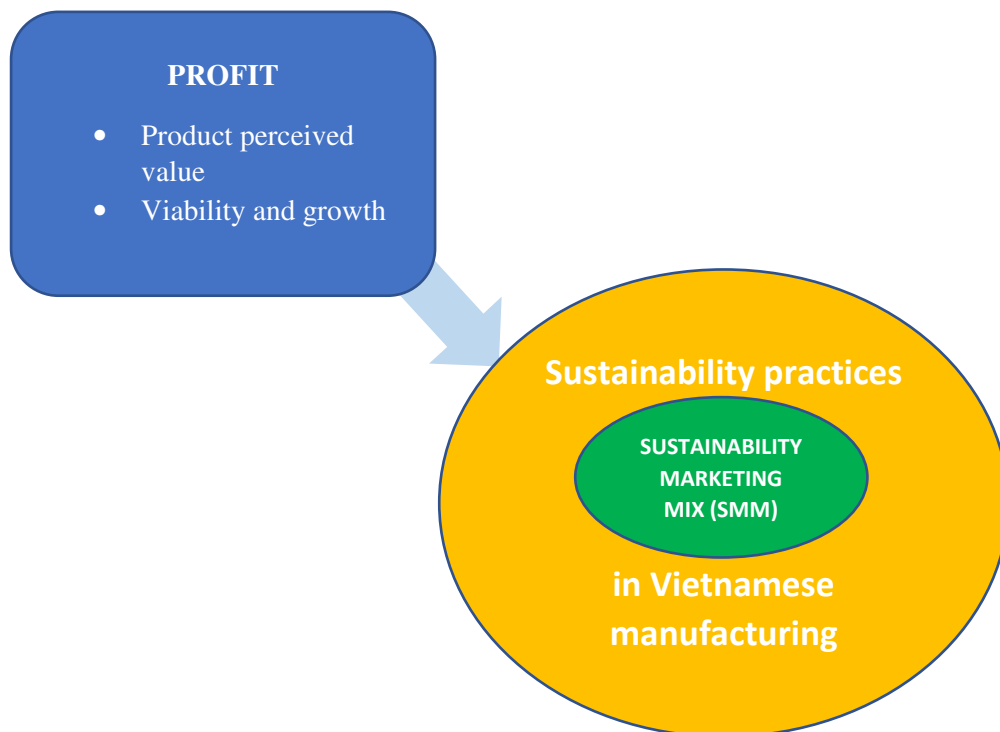 PROFIT
• Product perceived
value
• Viability and growth
Sustainability practices
SUSTAINABILITY
MARKETING
MIX (SMM)
in Vietnamese
manufacturing